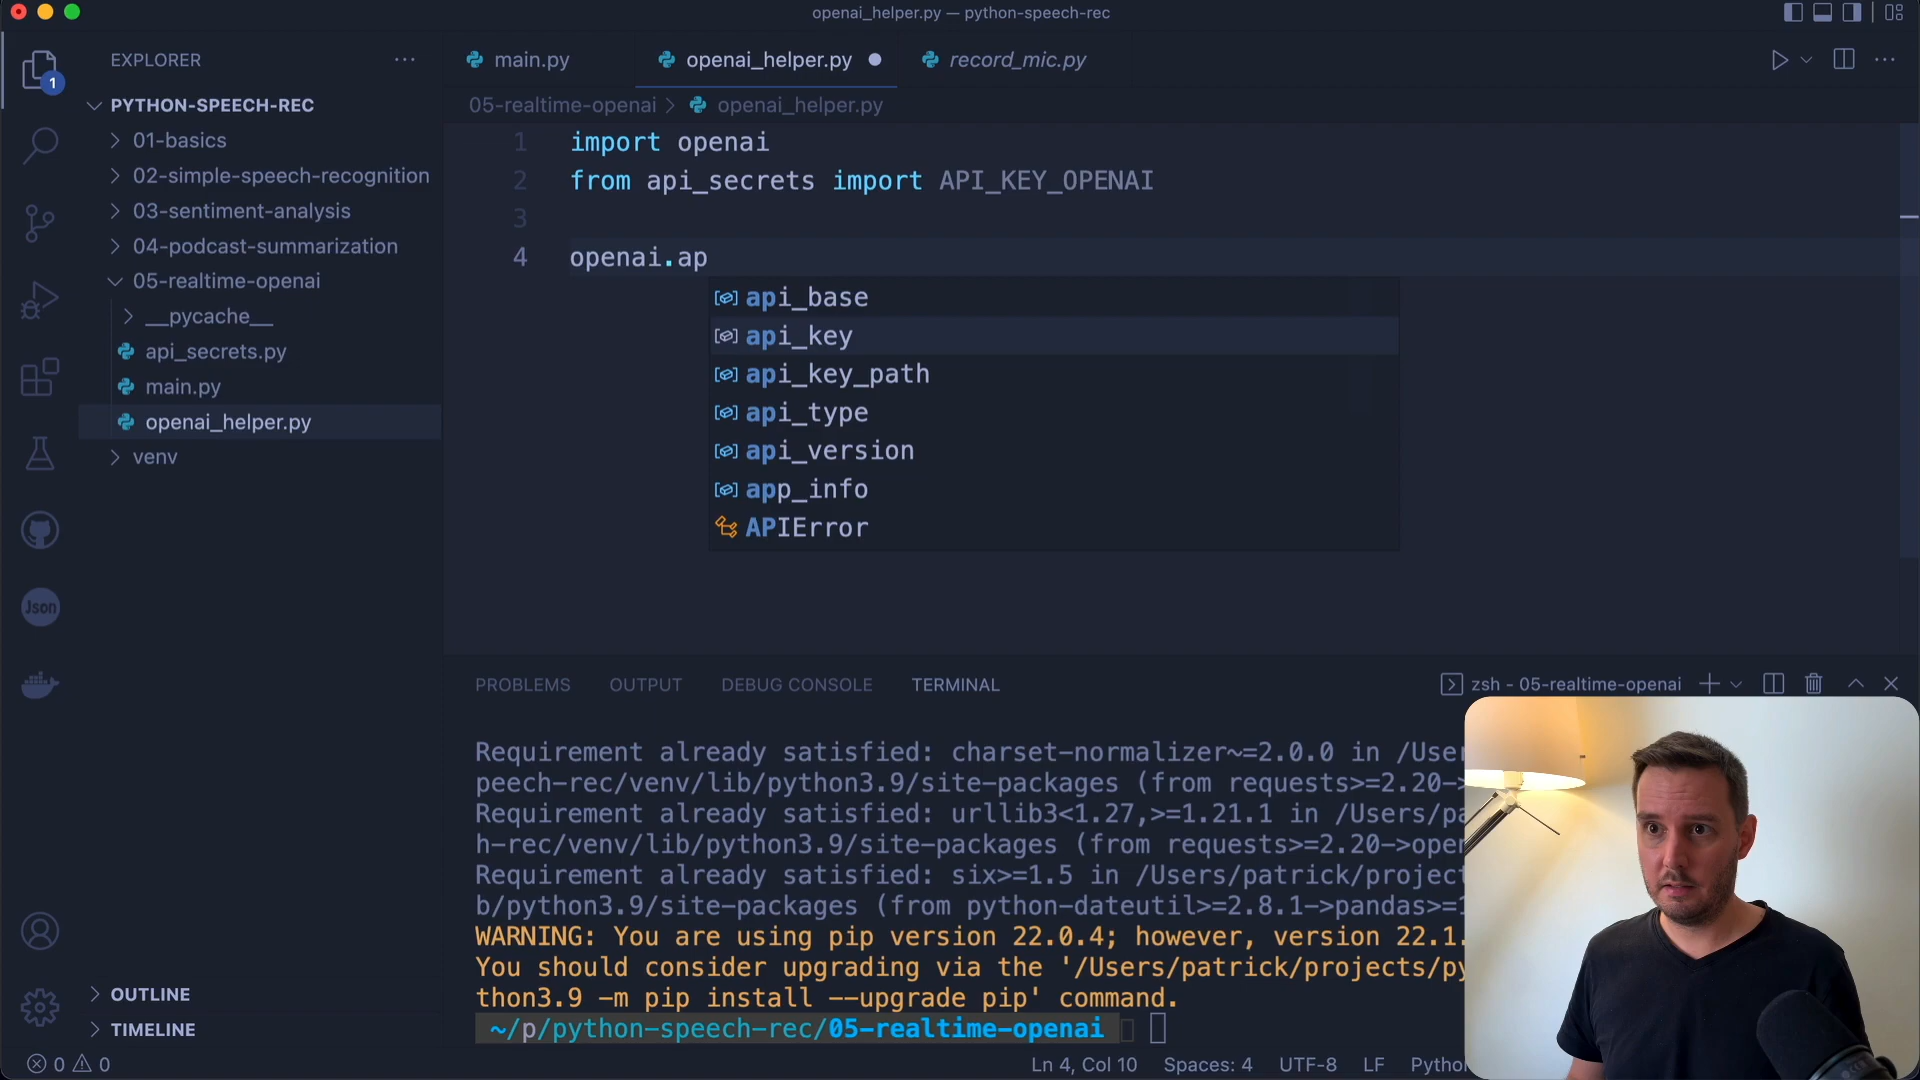 openai_helper.py — python-speech-rec
EXPLORER
main.py
openai_helper.py
record_mic.py
1
PYTHON-SPEECH-REC
01-basics
02-simple-speech-recognition
03-sentiment-analysis
04-podcast-summarization
05-realtime-openai
__pycache__
api_secrets.py
main.py
openai_helper.py
venv
Json
OUTLINE
TIMELINE
05-realtime-openai > openai_helper.py
1 import openai
2 from api_secrets import API_KEY_OPENAI
3
4 openai.ap
api_base
api_key
api_key_path
api_type
api_version
app_info
APIError
PROBLEMS OUTPUT DEBUG CONSOLE TERMINAL
zsh - 05-realtime-openai
Requirement already satisfied: charset-normalizer~=2.0.0 in /User
peech-rec/venv/lib/python3.9/site-packages (from requests>=2.20->
Requirement already satisfied: urllib3<1.27,>=1.21.1 in /Users/pa
h-rec/venv/lib/python3.9/site-packages (from requests>=2.20->open
Requirement already satisfied: six>=1.5 in /Users/patrick/project
b/python3.9/site-packages (from python-dateutil>=2.8.1->pandas>=1
WARNING: You are using pip version 22.0.4; however, version 22.1.
You should consider upgrading via the '/Users/patrick/projects/py
thon3.9 -m pip install --upgrade pip' command.
~/p/python-speech-rec/05-realtime-openai
0 0
Ln 4, Col 10 Spaces: 4 UTF-8 LF Python